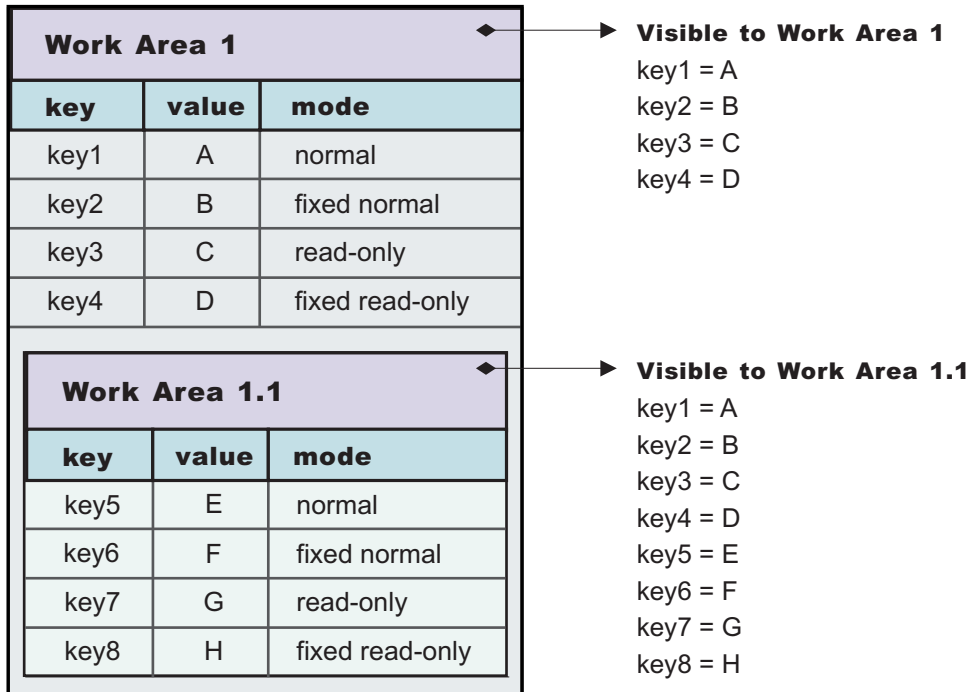 Work Area 1
key value mode
key1 A normal
key2 B fixed normal
key3 C read-only
key4 D fixed read-only
Visible to Work Area 1
key1 = A
key2 = B
key3 = C
key4 = D
Work Area 1.1
key value mode
key5 E normal
key6 F fixed normal
key7 G read-only
key8 H fixed read-only
Visible to Work Area 1.1
key1 = A
key2 = B
key3 = C
key4 = D
key5 = E
key6 = F
key7 = G
key8 = H